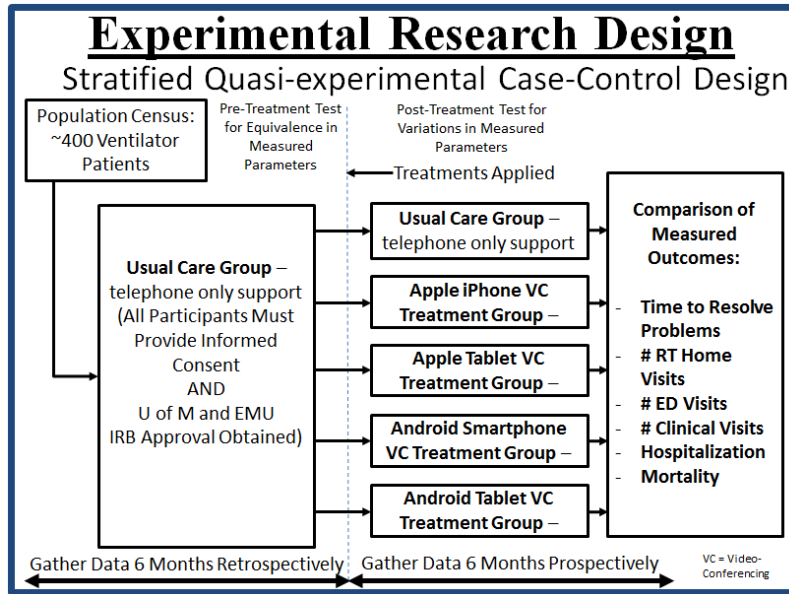 Experimental Research Design
Stratified Quasi-experimental Case-Control Design
Population Census:
~400 Ventilator
Patients
Pre-Treatment Test
for Equivalence in
Measured
Parameters
Post-Treatment Test for
Variations in Measured
Parameters
Treatments Applied
Usual Care Group –
telephone only support
(All Participants Must
Provide Informed
Consent
AND
U of M and EMU
IRB Approval Obtained)
Usual Care Group –
telephone only support
Apple iPhone VC
Treatment Group –
Apple Tablet VC
Treatment Group –
Android Smartphone
VC Treatment Group –
Android Tablet VC
Treatment Group –
Comparison of
Measured
Outcomes:
- Time to Resolve
Problems
- # RT Home
Visits
- # ED Visits
- # Clinical Visits
- Hospitalization
- Mortality
Gather Data 6 Months Retrospectively
Gather Data 6 Months Prospectively
VC = Video-
Conferencing